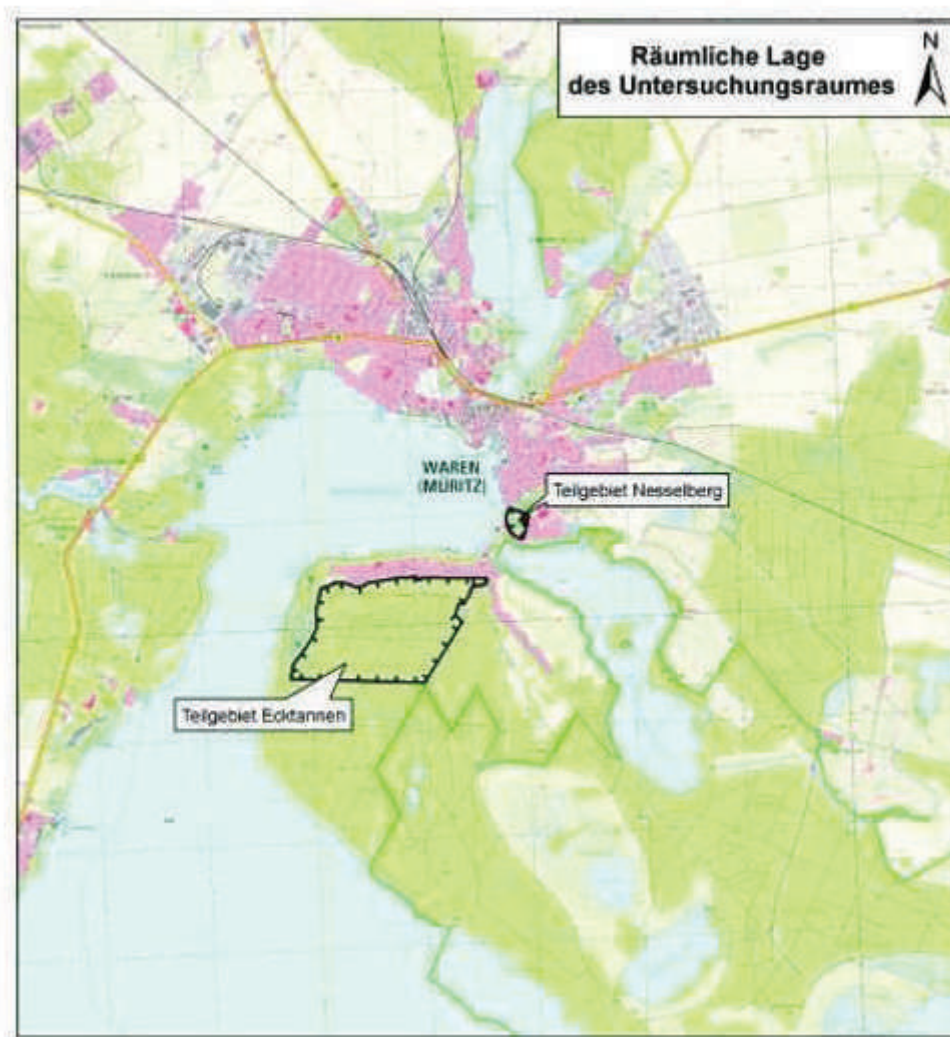 Räumliche Lage
des Untersuchungsraumes
N
WAREN
(MÜRITZ)
Teilgebiet Nesselberg
Teilgebiet Ecktannen